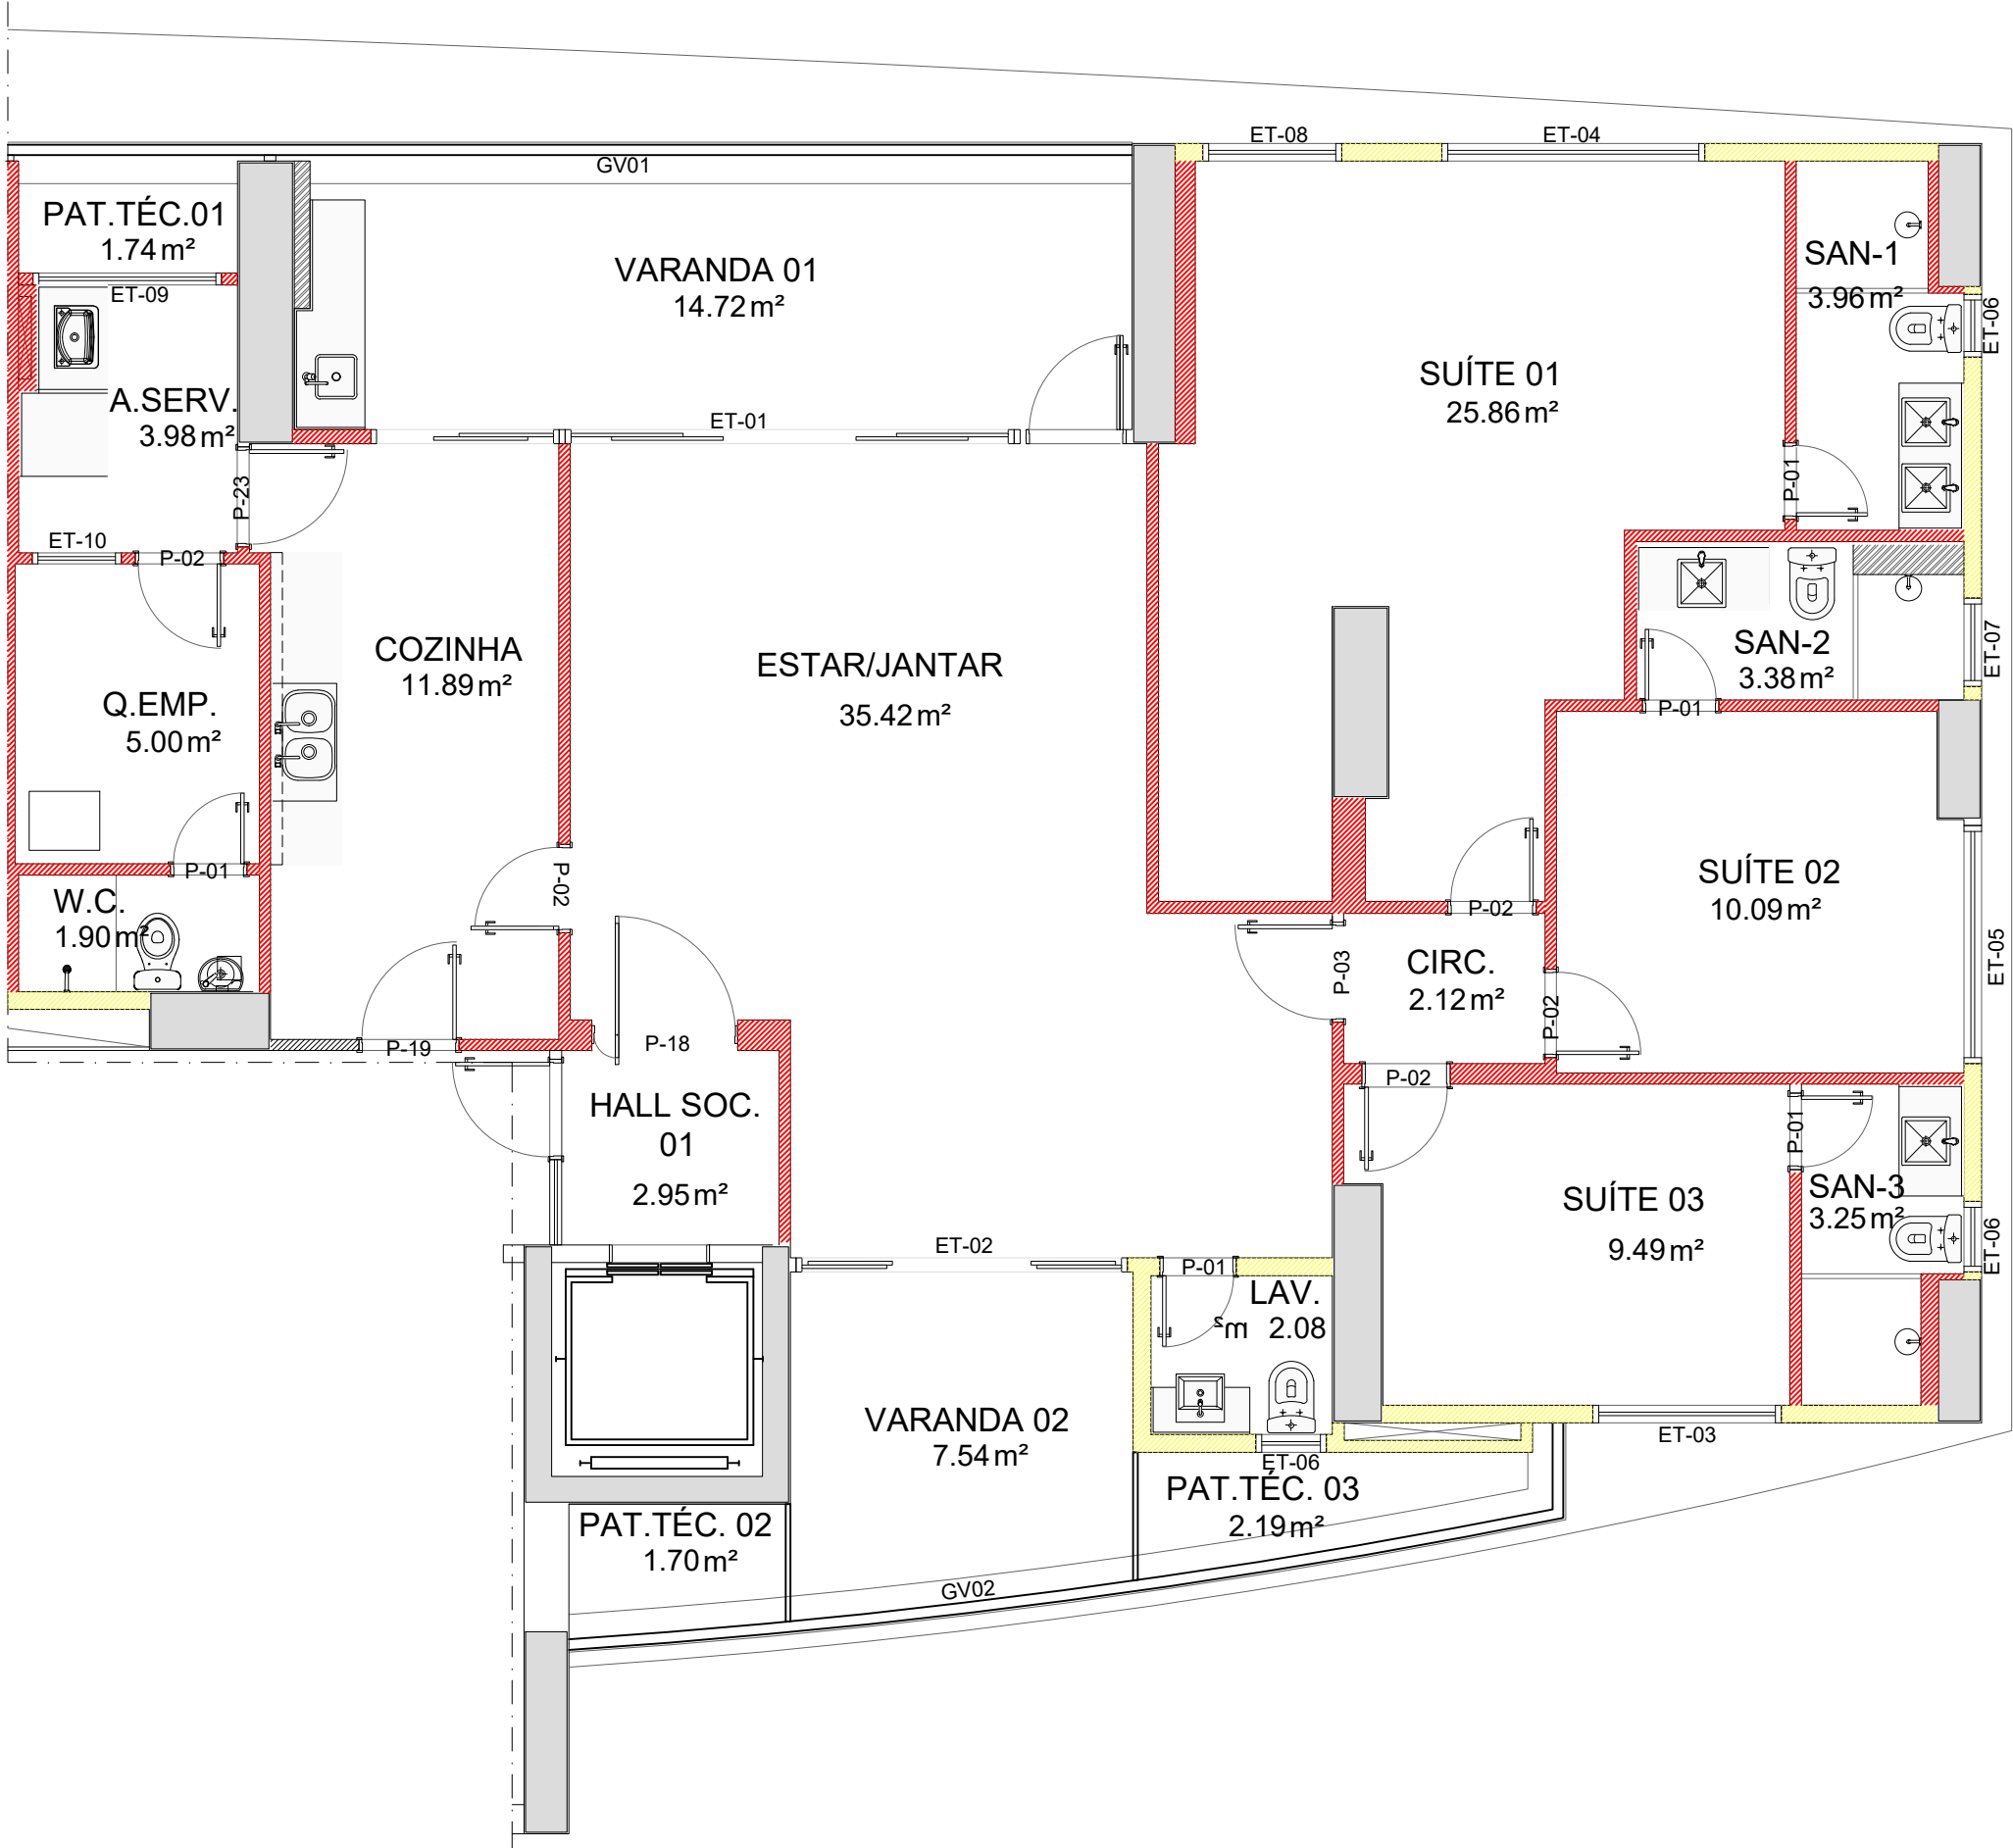 ET-08
ET-04
GV01
PAT.TÉC.01
1.74 m²
ET-09
VARANDA 01
14.72 m²
SAN-1
3.96 m²
ET-06
A.SERV.
3.98 m²
ET-01
SUÍTE 01
25.86 m²
P-23
P-01
ET-10
P-02
COZINHA
11.89 m²
ESTAR/JANTAR
35.42 m²
SAN-2
3.38 m²
ET-07
P-01
Q.EMP.
5.00 m²
P-01
P-02
W.C.
1.90 m²
SUÍTE 02
10.09 m²
P-02
ET-05
P-03
CIRC.
2.12 m²
P-02
P-19
P-18
P-02
HALL SOC.
01
2.95 m²
P-01
SUÍTE 03
9.49 m²
SAN-3
3.25 m²
ET-06
ET-02
P-01
LAV.
2.08 m²
VARANDA 02
7.54 m²
ET-03
ET-06
PAT.TÉC. 03
2.19 m²
PAT.TÉC. 02
1.70 m²
GV02